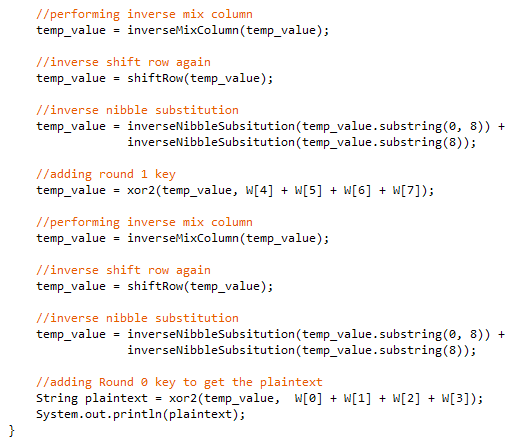 //performing inverse mix column
temp_value = inverseMixColumn(temp_value);
//inverse shift row again
temp_value = shiftRow(temp_value);
//inverse nibble substitution
temp_value = inverseNibbleSubsitution(temp_value.substring(0, 8)) +
inverseNibbleSubsitution(temp_value.substring(8));
//adding round 1 key
temp_value = xor2(temp_value, W[4] + W[5] + W[6] + W[7]);
//performing inverse mix column
temp_value = inverseMixColumn(temp_value);
//inverse shift row again
temp_value = shiftRow(temp_value);
//inverse nibble substitution
temp_value = inverseNibbleSubsitution(temp_value.substring(0, 8)) +
inverseNibbleSubsitution(temp_value.substring(8));
//adding Round 0 key to get the plaintext
String plaintext = xor2(temp_value,  W[0] + W[1] + W[2] + W[3]);
System.out.println(plaintext);
}